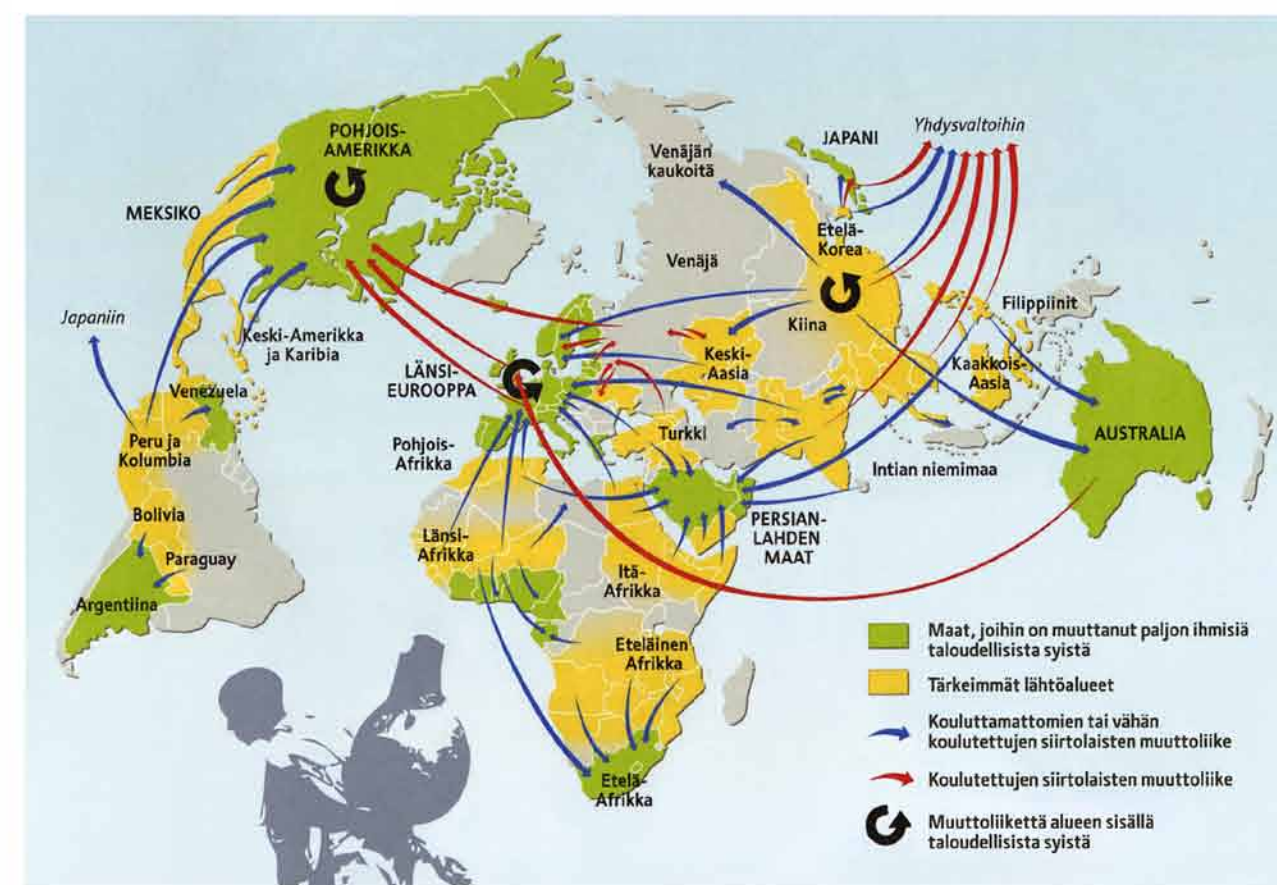 POHJOIS-
AMERIKKA
MEKSIKO
Japaniin
Keski-Amerikka
ja Karibia
Venezuela
Peru ja
Kolumbia
Bolivia
Paraguay
Argentiina
Venäjän
kaukoitä
JAPANI
Yhdysvaltoihin
Etelä-
Korea
Venäjä
Kiina
Filippiinit
Keski-
Aasia
Kaakkois-
Aasia
LÄNSI-
EUROOPPA
Turkki
AUSTRALIA
Pohjois-
Afrikka
Intian niemimaa
PERSIAN-
LAHDEN
MAAT
Länsi-
Afrikka
Itä-
Afrikka
Eteläinen
Afrikka
Etelä-
Afrikka
Maat, joihin on muuttanut paljon ihmisiä
taloudellisista syistä
Tärkeimmät lähtöalueet
Kouluttamattomien tai vähän
koulutettujen siirtolaisten muuttoliike
Koulutettujen siirtolaisten muuttoliike
Muuttoliikettä alueen sisällä
taloudellisista syistä